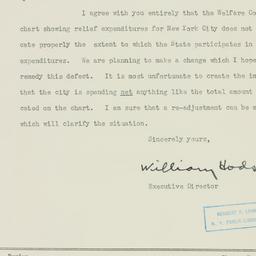 I agree with you entirely that the Welfare Co
chart showing relief expenditures for New York City does not
cate properly the extent to which the State participates in
expenditures. We are planning to make a change which I hope
remedy this defect. It is most unfortunate to create the im
that the city is spending not anything like the total amount
cated on the chart. I am sure that a re-adjustment can be m
which will clarify the situation.
Sincerely yours,
William Hods
Executive Director
HERBERT H. LEHM